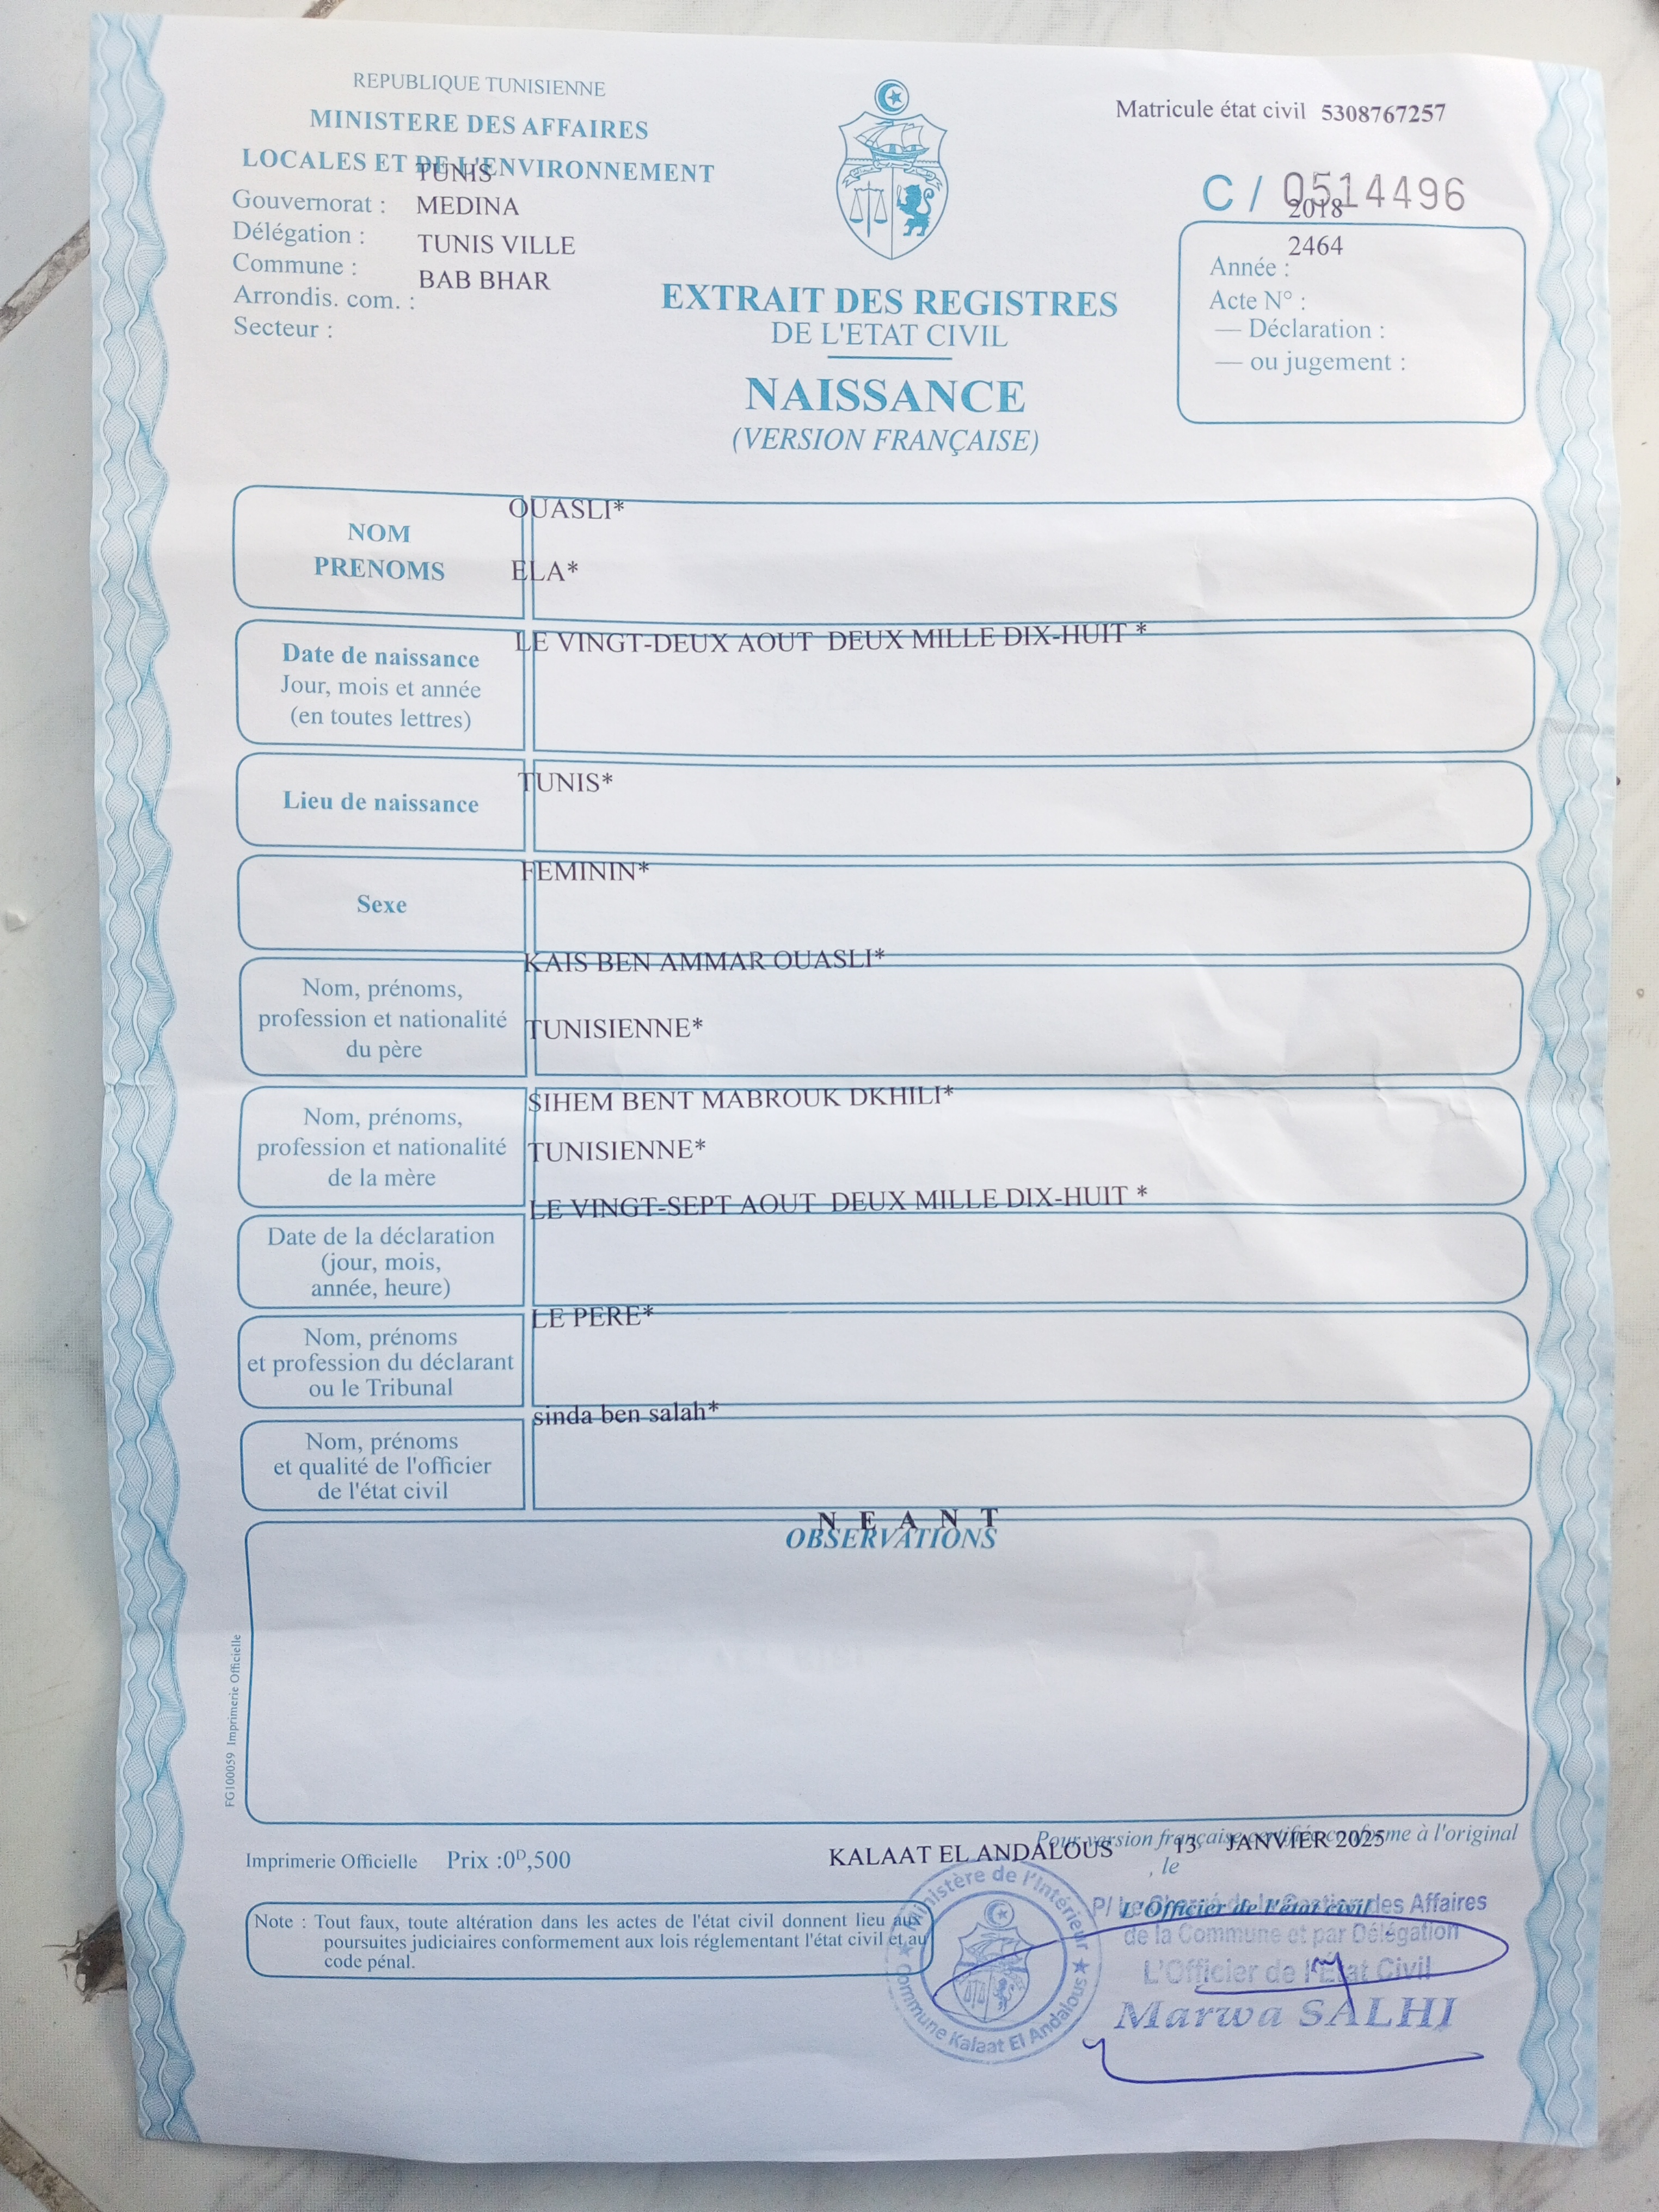 REPUBLIQUE TUNISIENNE
MINISTERE DES AFFAIRES
LOCALES ET DE L'ENVIRONNEMENT
TUNIS
Gouvernorat : MEDINA
Délégation : TUNIS VILLE
Commune : BAB BHAR
Arrondis. com. :
Secteur :
Matricule état civil 5308767257
C / 0514496
2018
2464
Année :
Acte N° :
— Déclaration :
— ou jugement :
EXTRAIT DES REGISTRES
DE L'ETAT CIVIL
NAISSANCE
(VERSION FRANÇAISE)
NOM
OUASLI*
PRENOMS
ELA*
Date de naissance
Jour, mois et année
(en toutes lettres)
LE VINGT-DEUX AOUT DEUX MILLE DIX-HUIT *
Lieu de naissance
TUNIS*
Sexe
FEMININ*
Nom, prénoms,
profession et nationalité
du père
KAIS BEN AMMAR OUASLI*
TUNISIENNE*
Nom, prénoms,
profession et nationalité
de la mère
SIHEM BENT MABROUK DKHILI*
TUNISIENNE*
Date de la déclaration
(jour, mois,
année, heure)
LE VINGT-SEPT AOUT DEUX MILLE DIX-HUIT *
Nom, prénoms
et profession du déclarant
ou le Tribunal
LE PERE*
Nom, prénoms
et qualité de l'officier
de l'état civil
sinda ben salah*
N E A N T
OBSERVATIONS
FG100059 Imprimerie Officielle
Imprimerie Officielle Prix :0D,500
Pour version française certifiée conforme à l'original
KALAAT EL ANDALOUS , le 13 JANVIER 2025
L'Officier de l'état civil
Note : Tout faux, toute altération dans les actes de l'état civil donnent lieu aux
poursuites judiciaires conformement aux lois réglementant l'état civil et au
code pénal.
Ministère de l'Intérieur
Commune Kalaat El Andalous
P/ Le Chargé de la Gestion des Affaires
de la Commune et par Délégation
L'Officier de l'État Civil
Marwa SALHI